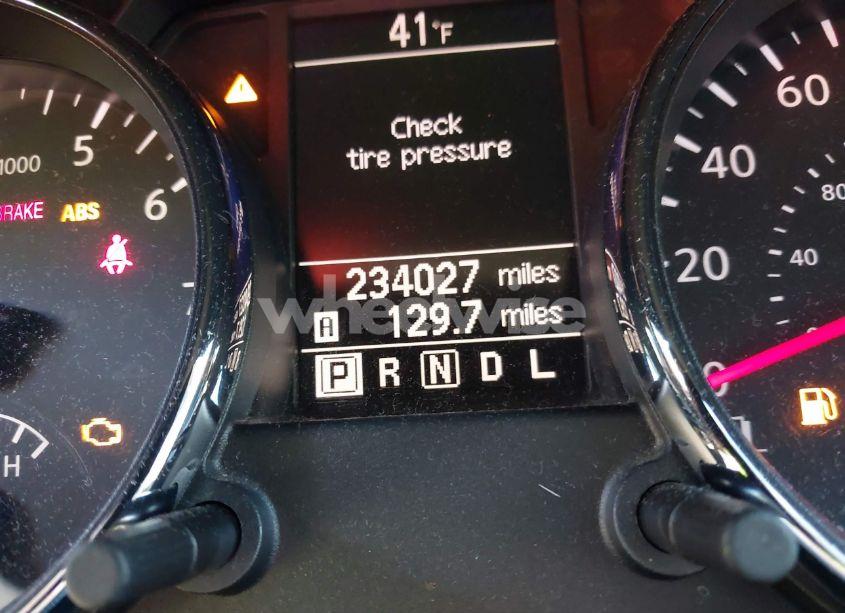 41°F
Check
tire pressure
1000
5
6
BRAKE ABS
234027 miles
A 129.7 miles
P R N D L
H
60
40
20
0
80
40
wheelwise